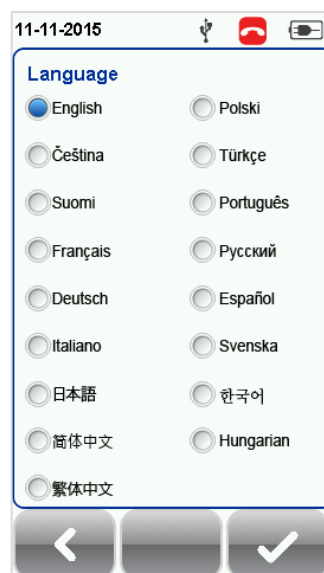 11-11-2015
Language
English
Polski
Čeština
Türkçe
Suomi
Português
Français
Русский
Deutsch
Español
Italiano
Svenska
日本語
한국어
简体中文
Hungarian
繁体中文